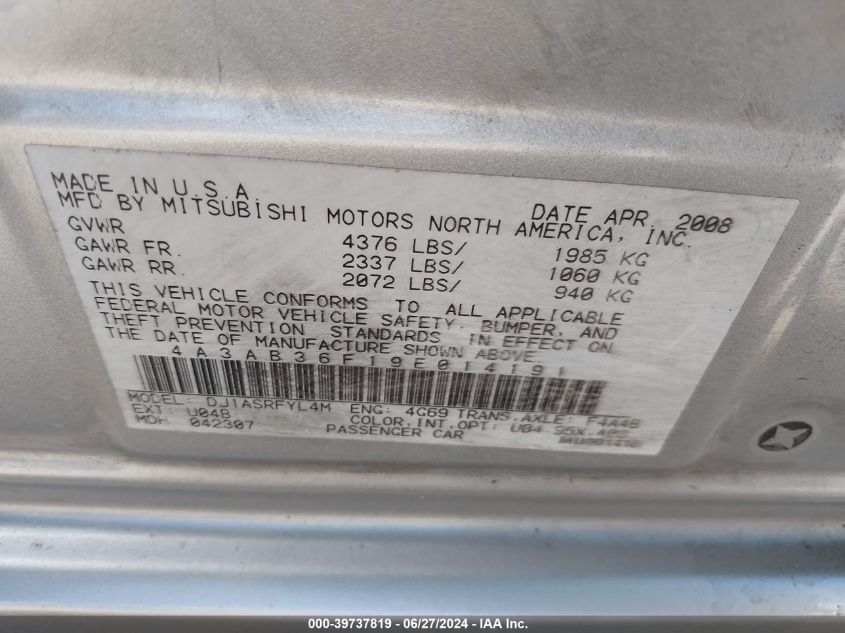 MADE IN U.S.A DATE APR, 2008
MFD BY MITSUBISHI MOTORS NORTH AMERICA, INC.
GVWR 4376 LBS/ 1985 KG
GAWR FR. 2337 LBS/ 1060 KG
GAWR RR. 2072 LBS/ 940 KG
THIS VEHICLE CONFORMS TO ALL APPLICABLE
FEDERAL MOTOR VEHICLE SAFETY, BUMPER, AND
THEFT PREVENTION STANDARDS IN EFFECT ON
THE DATE OF MANUFACTURE SHOWN ABOVE
4A3AB36F19E014191
MODEL: DJ1ASRFYL4M ENG: 4G69 TRANS.AXLE: F4A4B
EXT: U04B COLOR,INT,OPT: U04 95X 
MDH 042307 PASSENGER CAR
000-39737819 - 06/27/2024 - IAA Inc.